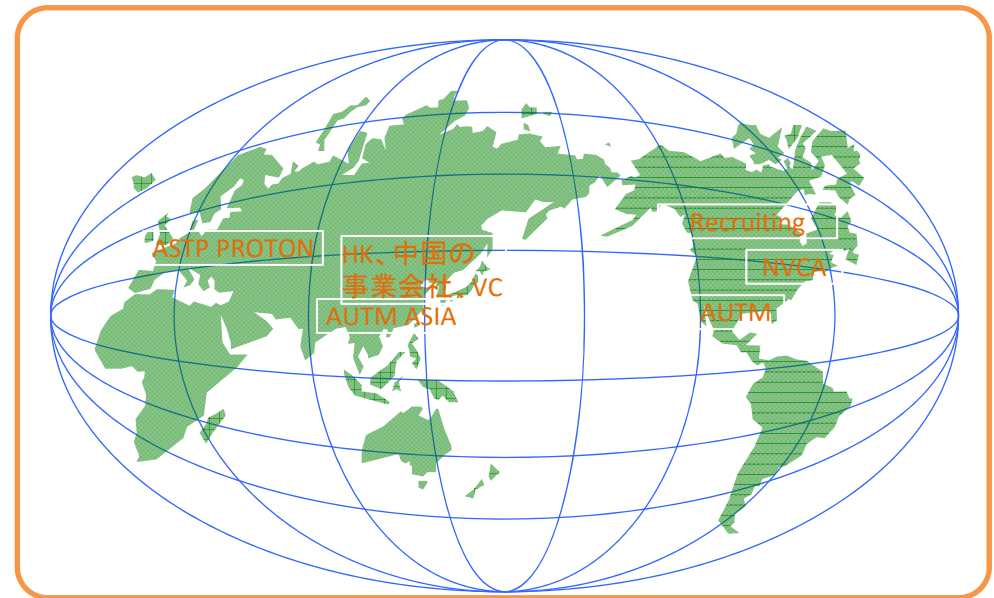 ASTP PROTON
HK、中国の
事業会社、VC
AUTM ASIA
Recruiting
NVCA
AUTM